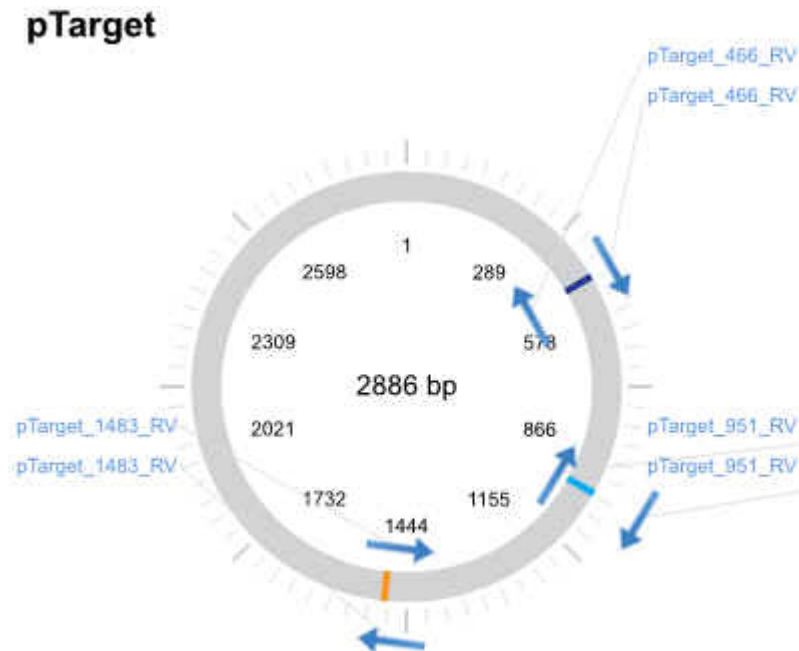 pTarget
pTarget_466_RV
pTarget_466_RV
1
2598
289
2309
578
2886 bp
pTarget_1483_RV
2021
866
pTarget_951_RV
pTarget_1483_RV
pTarget_951_RV
1732
1155
1444